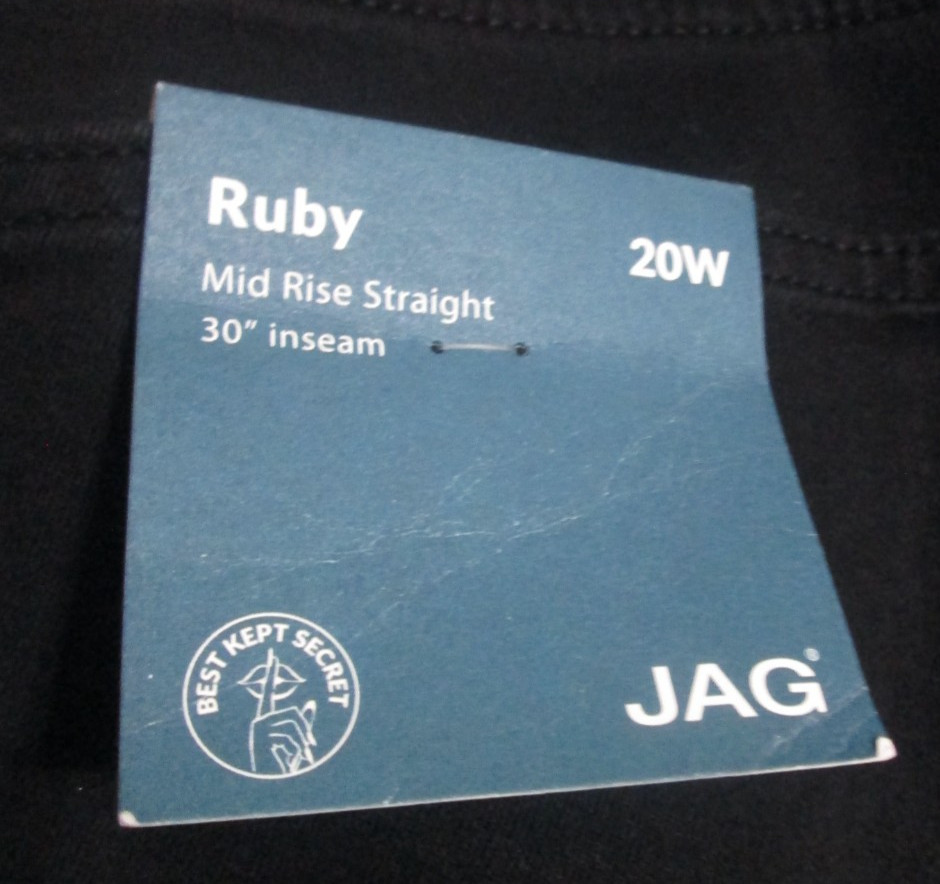 Ruby
20W
Mid Rise Straight
30" inseam
BEST KEPT SECRET
JAG®